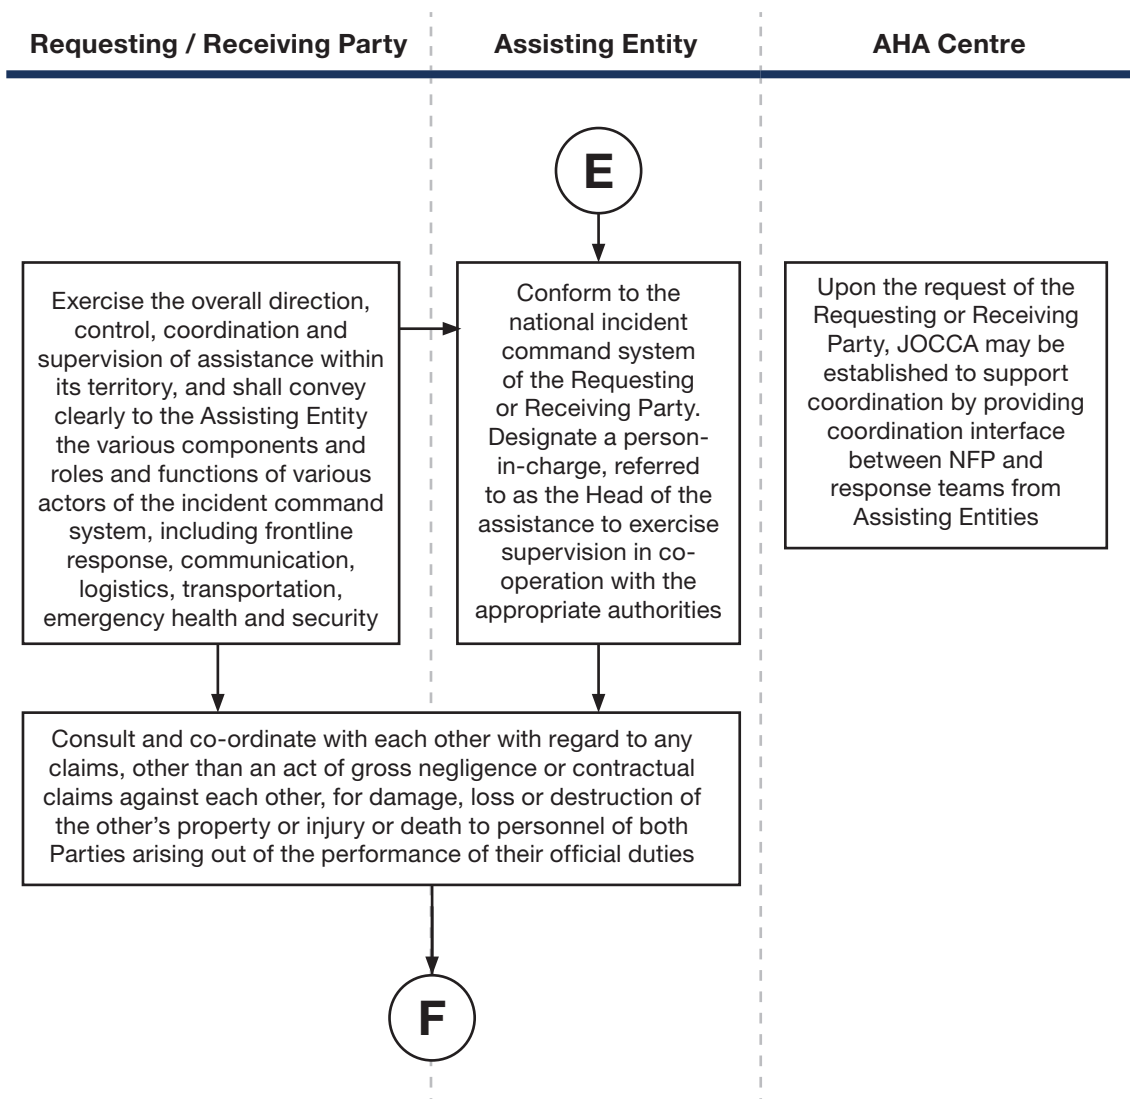 Requesting / Receiving Party
Assisting Entity
AHA Centre
E
Exercise the overall direction,
control, coordination and
supervision of assistance within
its territory, and shall convey
clearly to the Assisting Entity
the various components and
roles and functions of various
actors of the incident command
system, including frontline
response, communication,
logistics, transportation,
emergency health and security
Conform to the
national incident
command system
of the Requesting
or Receiving Party.
Designate a person-
in-charge, referred
to as the Head of the
assistance to exercise
supervision in co-
operation with the
appropriate authorities
Upon the request of the
Requesting or Receiving
Party, JOCCA may be
established to support
coordination by providing
coordination interface
between NFP and
response teams from
Assisting Entities
Consult and co-ordinate with each other with regard to any
claims, other than an act of gross negligence or contractual
claims against each other, for damage, loss or destruction of
the other’s property or injury or death to personnel of both
Parties arising out of the performance of their official duties
F